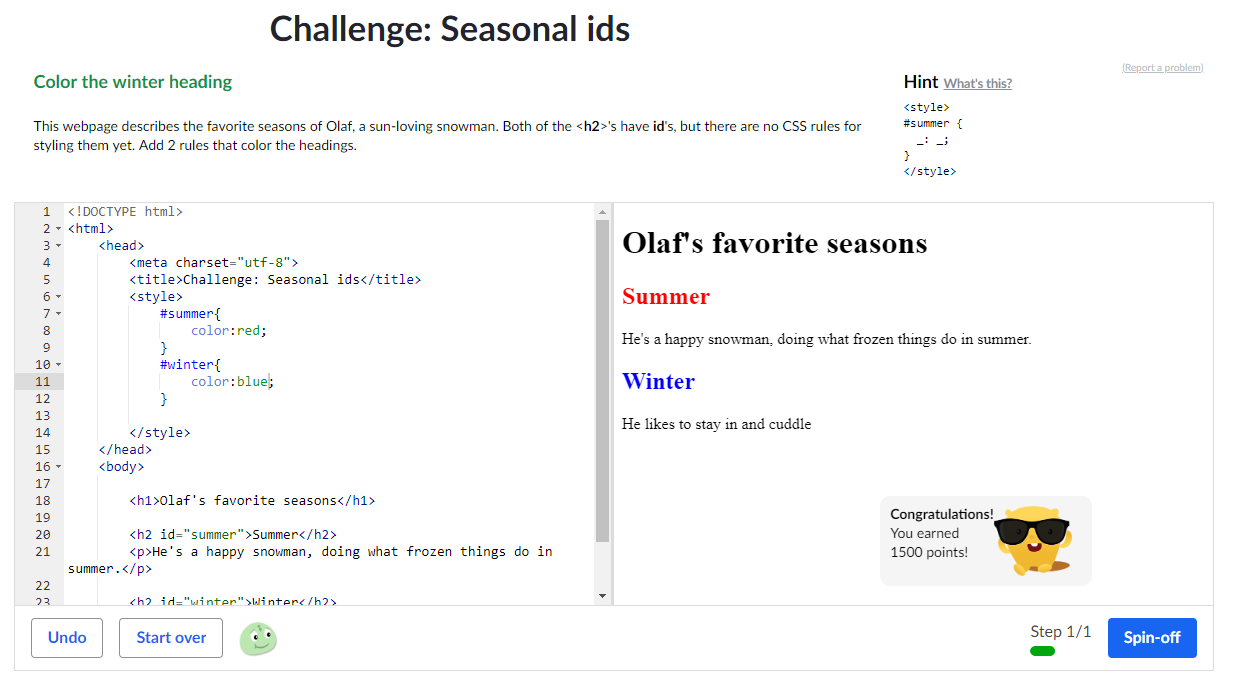 Challenge: Seasonal ids
(Report a problem)
Color the winter heading
This webpage describes the favorite seasons of Olaf, a sun-loving snowman. Both of the <h2>'s have id's, but there are no CSS rules for
styling them yet. Add 2 rules that color the headings.
Hint What's this?
<style>
#summer {
  _: _;
}
</style>
1 <!DOCTYPE html>
2 <html>
3 <head>
4 <meta charset="utf-8">
5 <title>Challenge: Seasonal ids</title>
6 <style>
7 #summer{
8 color:red;
9 }
10 #winter{
11 color:blue;
12 }
13
14 </style>
15 </head>
16 <body>
17
18 <h1>Olaf's favorite seasons</h1>
19
20 <h2 id="summer">Summer</h2>
21 <p>He's a happy snowman, doing what frozen things do in
summer.</p>
22
23 <h2 id="winter">Winter</h2>
Olaf's favorite seasons
Summer
He's a happy snowman, doing what frozen things do in summer.
Winter
He likes to stay in and cuddle
Congratulations!
You earned
1500 points!
Undo
Start over
Step 1/1
Spin-off